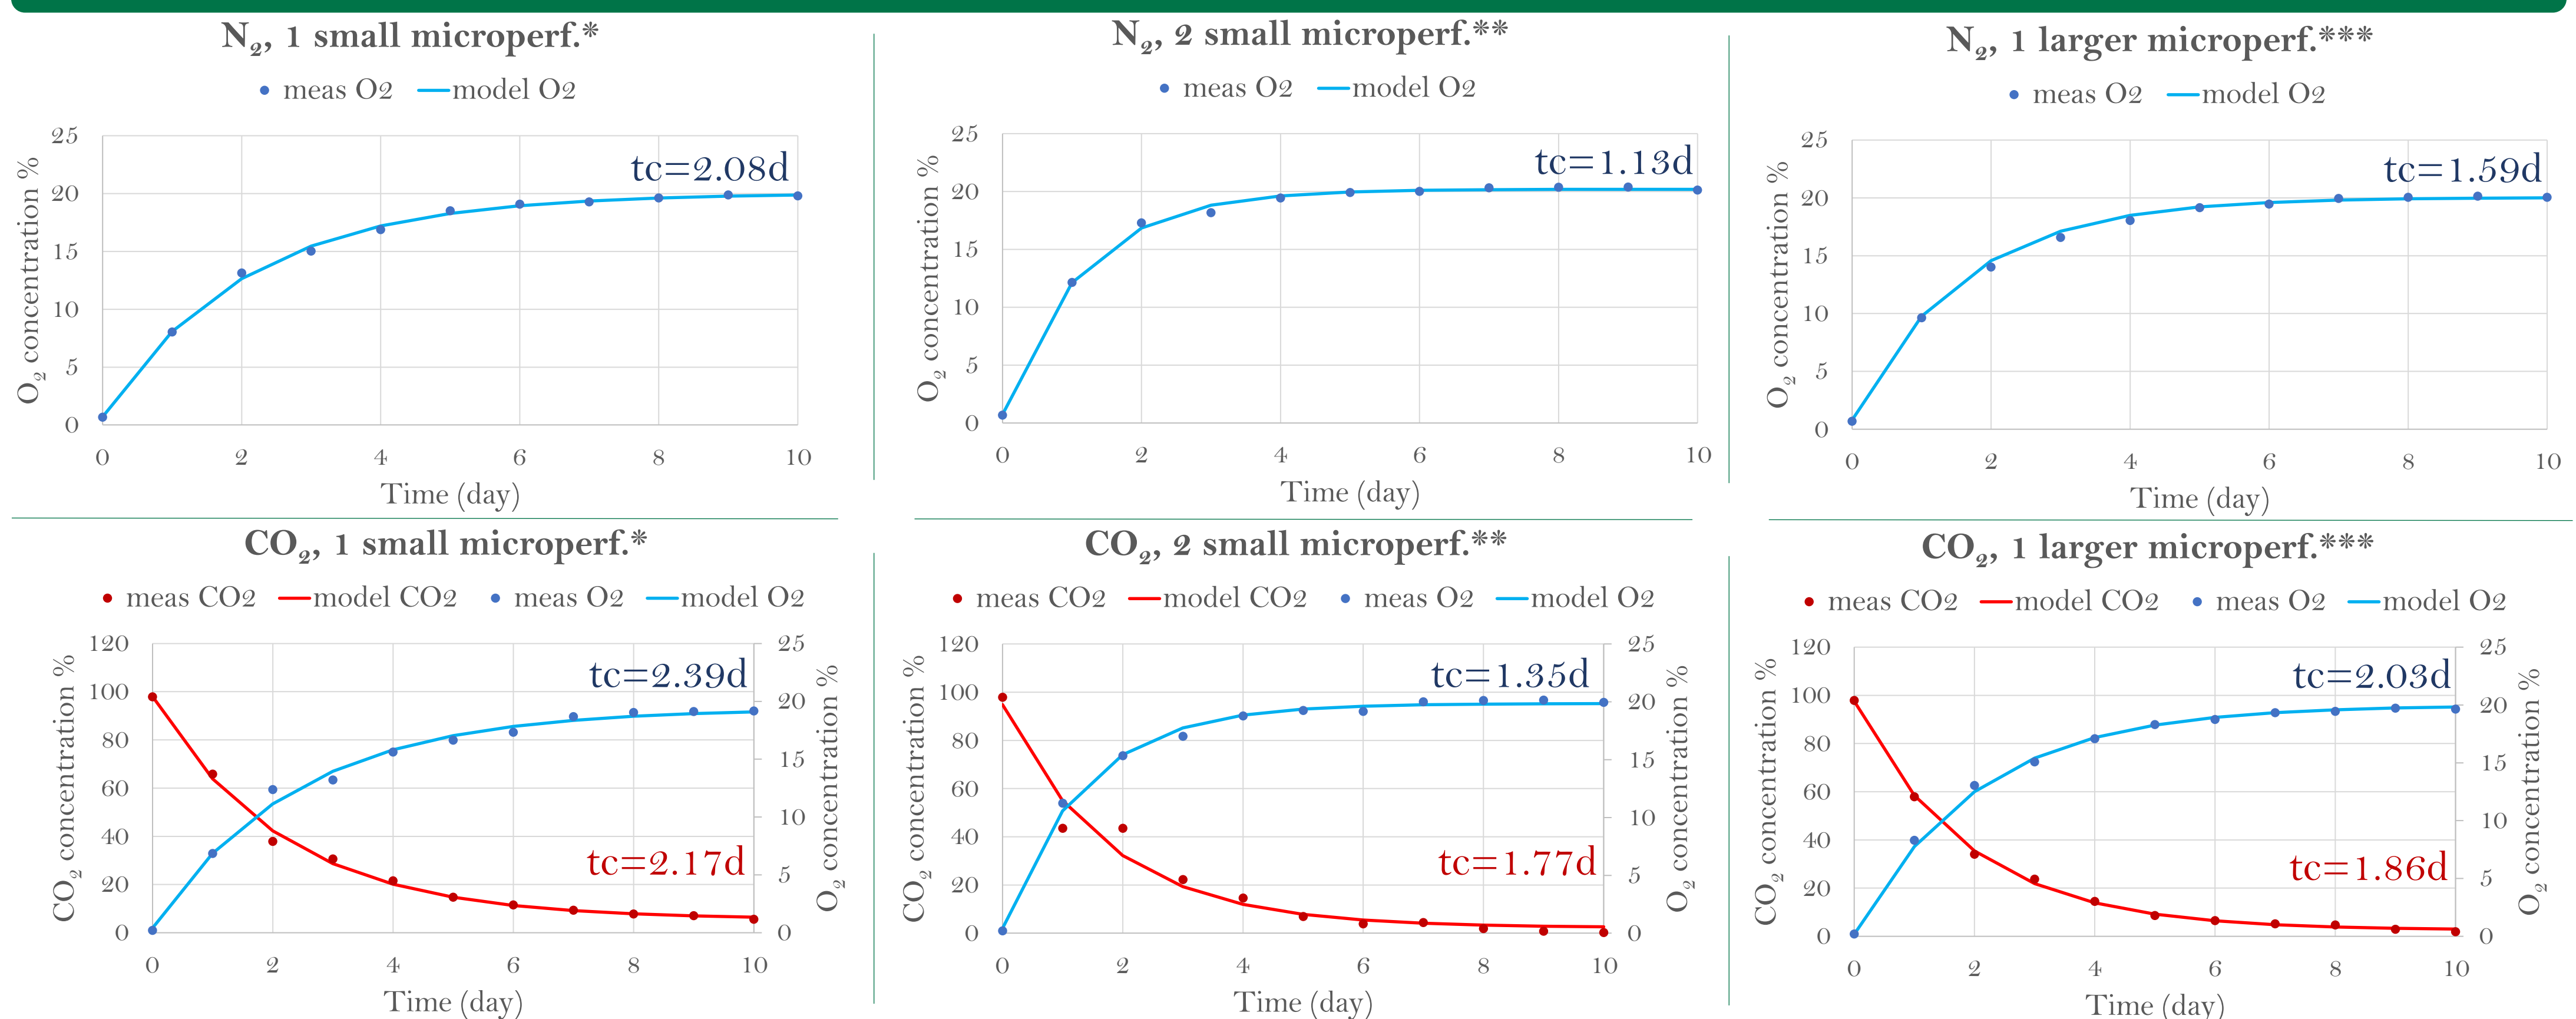 N₂, 1 small microperf.*
meas O2 model O2
tc=2.08d
O₂ concentration %
25
20
15
10
5
0
0 2 4 6 8 10
Time (day)
N₂, 2 small microperf.**
meas O2 model O2
tc=1.13d
O₂ concentration %
25
20
15
10
5
0
0 2 4 6 8 10
Time (day)
N₂, 1 larger microperf.***
meas O2 model O2
tc=1.59d
O₂ concentration %
25
20
15
10
5
0
0 2 4 6 8 10
Time (day)
CO₂, 1 small microperf.*
meas CO2 model CO2 meas O2 model O2
tc=2.39d
tc=2.17d
CO₂ concentration %
120
100
80
60
40
20
0
25
20
15
10
5
0
O₂ concentration %
0 2 4 6 8 10
Time (day)
CO₂, 2 small microperf.**
meas CO2 model CO2 meas O2 model O2
tc=1.35d
tc=1.77d
CO₂ concentration %
120
100
80
60
40
20
0
25
20
15
10
5
0
O₂ concentration %
0 2 4 6 8 10
Time (day)
CO₂, 1 larger microperf.***
meas CO2 model CO2 meas O2 model O2
tc=2.03d
tc=1.86d
CO₂ concentration %
120
100
80
60
40
20
0
25
20
15
10
5
0
O₂ concentration %
0 2 4 6 8 10
Time (day)